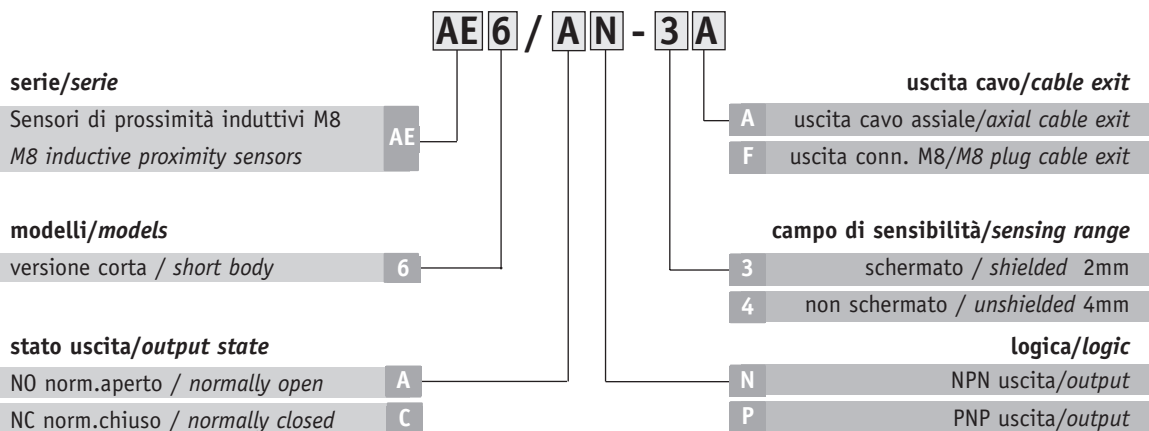 AE6/AN-3A
serie/serie
Sensori di prossimità induttivi M8
M8 inductive proximity sensors
AE
modelli/models
versione corta / short body 6
stato uscita/output state
NO norm.aperto / normally open A
NC norm.chiuso / normally closed C
uscita cavo/cable exit
A uscita cavo assiale/axial cable exit
F uscita conn. M8/M8 plug cable exit
campo di sensibilità/sensing range
3 schermato / shielded 2mm
4 non schermato / unshielded 4mm
logica/logic
N NPN uscita/output
P PNP uscita/output